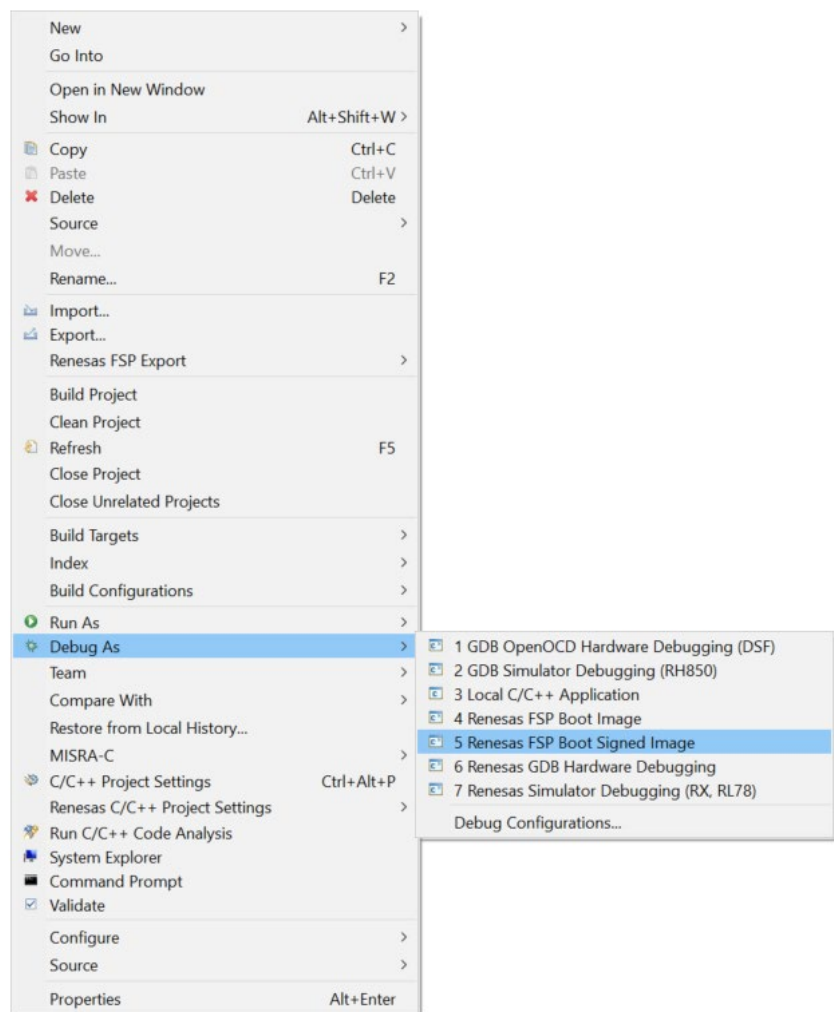 New
Go Into
Open in New Window
Show In Alt+Shift+W >
Copy Ctrl+C
Paste Ctrl+V
Delete Delete
Source >
Move...
Rename... F2
Import...
Export...
Renesas FSP Export >
Build Project
Clean Project
Refresh F5
Close Project
Close Unrelated Projects
Build Targets >
Index >
Build Configurations >
Run As >
Debug As >
Team >
Compare With >
Restore from Local History...
MISRA-C >
C/C++ Project Settings Ctrl+Alt+P
Renesas C/C++ Project Settings >
Run C/C++ Code Analysis
System Explorer
Command Prompt
Validate
Configure >
Source >
Properties Alt+Enter
1 GDB OpenOCD Hardware Debugging (DSF)
2 GDB Simulator Debugging (RH850)
3 Local C/C++ Application
4 Renesas FSP Boot Image
5 Renesas FSP Boot Signed Image
6 Renesas GDB Hardware Debugging
7 Renesas Simulator Debugging (RX, RL78)
Debug Configurations...